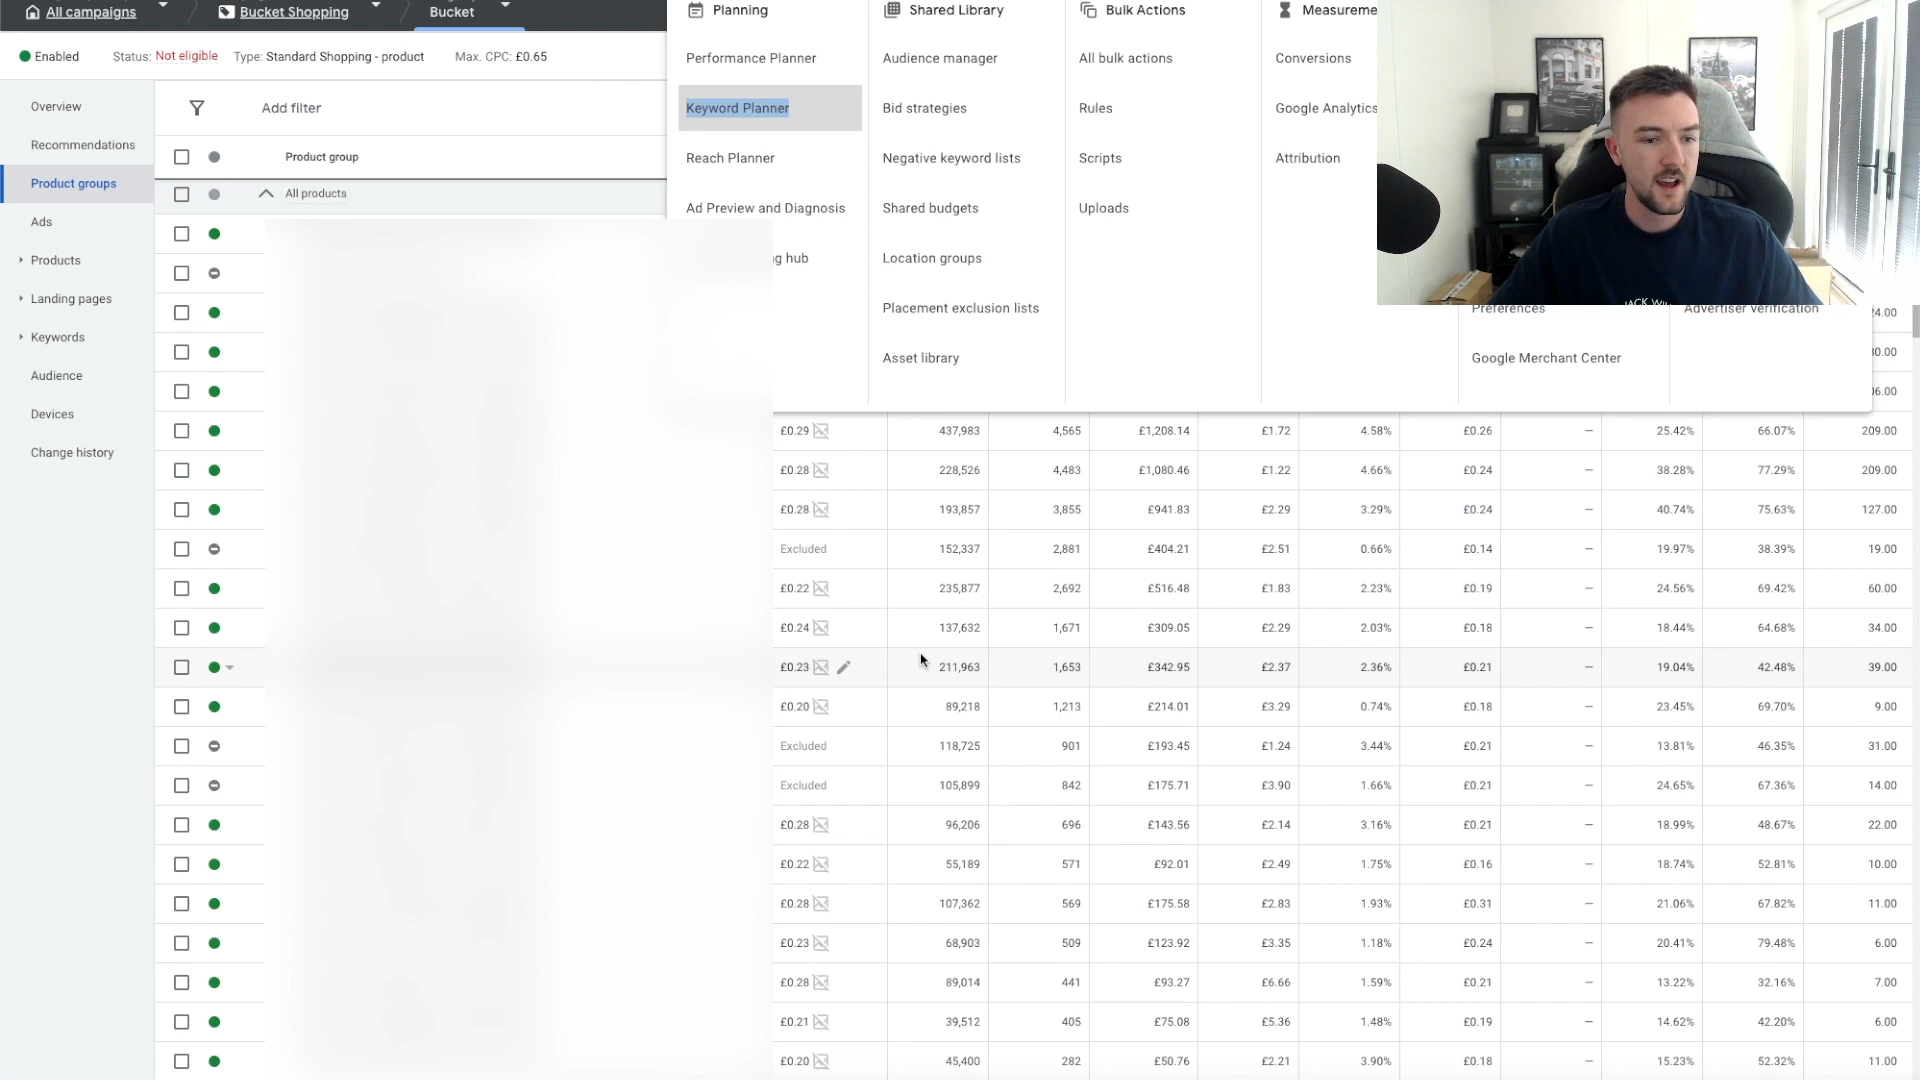 All campaigns
Bucket Shopping
Bucket
Enabled Status: Not eligible Type: Standard Shopping - product Max. CPC: £0.65
Overview
Recommendations
Product groups
Ads
Products
Landing pages
Keywords
Audience
Devices
Change history
Add filter
Product group
All products
Planning
Performance Planner
Keyword Planner
Reach Planner
Ad Preview and Diagnosis
g hub
Shared Library
Audience manager
Bid strategies
Negative keyword lists
Shared budgets
Location groups
Placement exclusion lists
Asset library
Bulk Actions
All bulk actions
Rules
Scripts
Uploads
Measureme
Conversions
Google Analytics
Attribution
Preferences
Google Merchant Center
Advertiser verification
JACK WIL
4.00
30.00
06.00
£0.29 437,983 4,565 £1,208.14 £1.72 4.58% £0.26 — 25.42% 66.07% 209.00
£0.28 228,526 4,483 £1,080.46 £1.22 4.66% £0.24 — 38.28% 77.29% 209.00
£0.28 193,857 3,855 £941.83 £2.29 3.29% £0.24 — 40.74% 75.63% 127.00
Excluded 152,337 2,881 £404.21 £2.51 0.66% £0.14 — 19.97% 38.39% 19.00
£0.22 235,877 2,692 £516.48 £1.83 2.23% £0.19 — 24.56% 69.42% 60.00
£0.24 137,632 1,671 £309.05 £2.29 2.03% £0.18 — 18.44% 64.68% 34.00
£0.23 211,963 1,653 £342.95 £2.37 2.36% £0.21 — 19.04% 42.48% 39.00
£0.20 89,218 1,213 £214.01 £3.29 0.74% £0.18 — 23.45% 69.70% 9.00
Excluded 118,725 901 £193.45 £1.24 3.44% £0.21 — 13.81% 46.35% 31.00
Excluded 105,899 842 £175.71 £3.90 1.66% £0.21 — 24.65% 67.36% 14.00
£0.28 96,206 696 £143.56 £2.14 3.16% £0.21 — 18.99% 48.67% 22.00
£0.22 55,189 571 £92.01 £2.49 1.75% £0.16 — 18.74% 52.81% 10.00
£0.28 107,362 569 £175.58 £2.83 1.93% £0.31 — 21.06% 67.82% 11.00
£0.23 68,903 509 £123.92 £3.35 1.18% £0.24 — 20.41% 79.48% 6.00
£0.28 89,014 441 £93.27 £6.66 1.59% £0.21 — 13.22% 32.16% 7.00
£0.21 39,512 405 £75.08 £5.36 1.48% £0.19 — 14.62% 42.20% 6.00
£0.20 45,400 282 £50.76 £2.21 3.90% £0.18 — 15.23% 52.32% 11.00